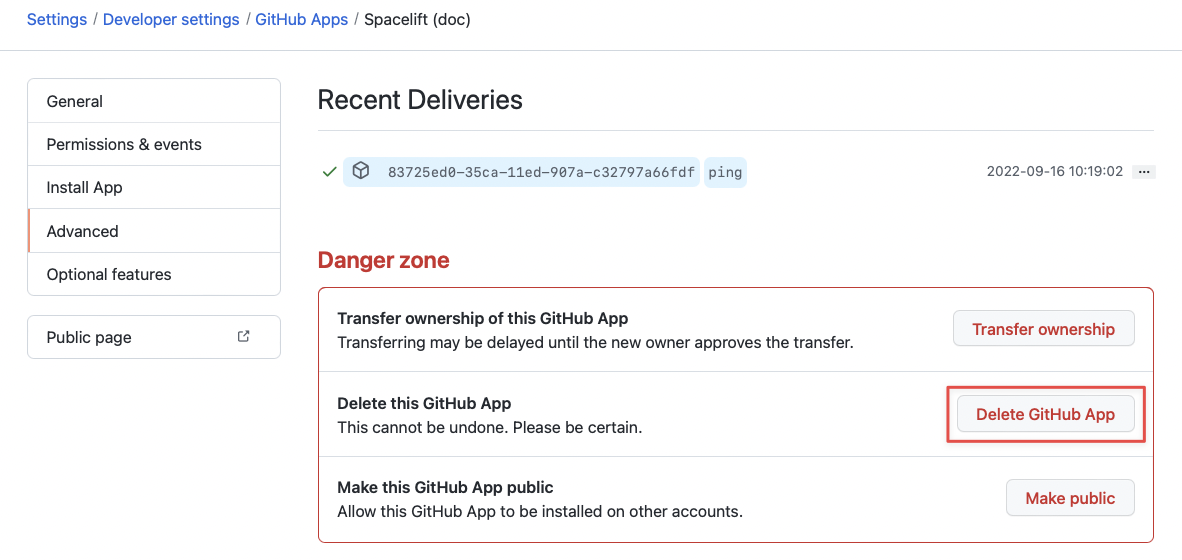 Settings / Developer settings / GitHub Apps / Spacelift (doc)
General
Permissions & events
Install App
Advanced
Optional features
Public page
Recent Deliveries
83725ed0-35ca-11ed-907a-c32797a66fdf ping 2022-09-16 10:19:02 ...
Danger zone
Transfer ownership of this GitHub App
Transferring may be delayed until the new owner approves the transfer.
Transfer ownership
Delete this GitHub App
This cannot be undone. Please be certain.
Delete GitHub App
Make this GitHub App public
Allow this GitHub App to be installed on other accounts.
Make public